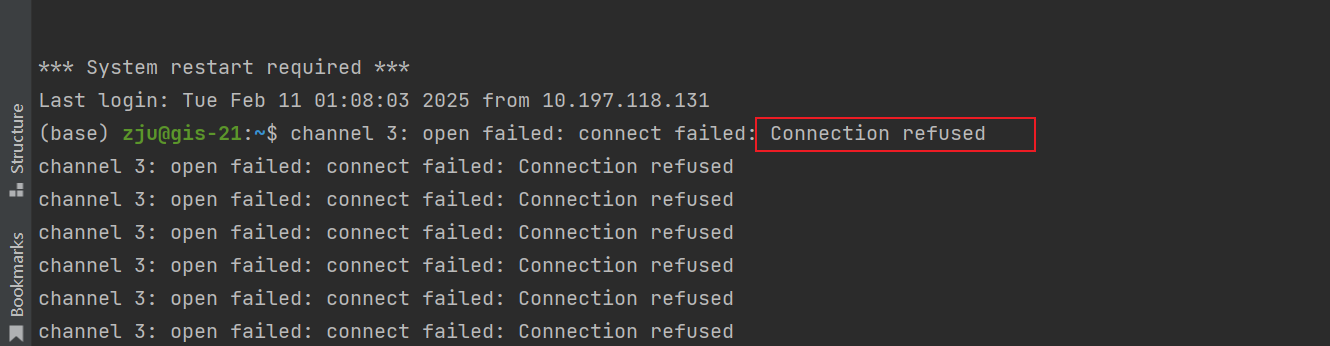 *** System restart required ***
Last login: Tue Feb 11 01:08:03 2025 from 10.197.118.131
(base) zju@gis-21:~$ channel 3: open failed: connect failed: Connection refused
channel 3: open failed: connect failed: Connection refused
channel 3: open failed: connect failed: Connection refused
channel 3: open failed: connect failed: Connection refused
channel 3: open failed: connect failed: Connection refused
channel 3: open failed: connect failed: Connection refused
channel 3: open failed: connect failed: Connection refused
Structure
Bookmarks